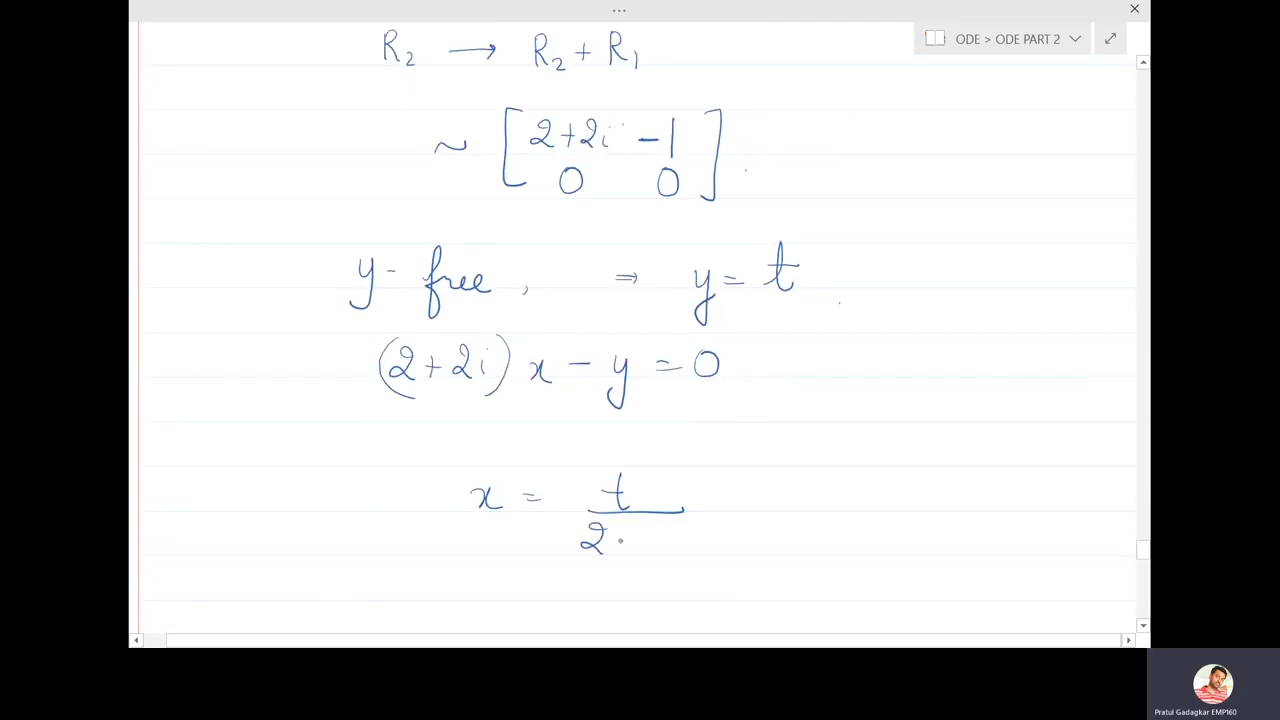 ODE > ODE PART 2
R₂ → R₂ + R₁
~ [ 2+2i -1
0 0 ]
y - free, ⇒ y = t
(2+2i) x - y = 0
x = t
2
Pratul Gadagkar EMP160